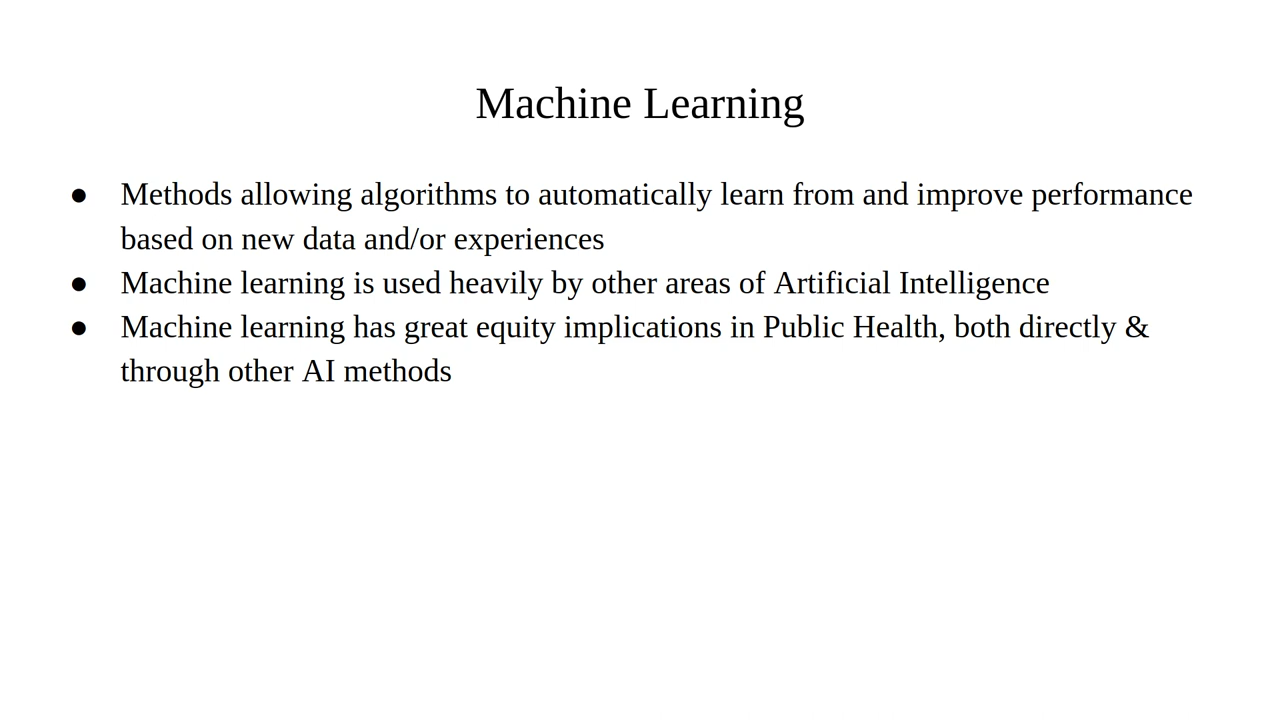 Machine Learning
● Methods allowing algorithms to automatically learn from and improve performance
based on new data and/or experiences
● Machine learning is used heavily by other areas of Artificial Intelligence
● Machine learning has great equity implications in Public Health, both directly &
through other AI methods